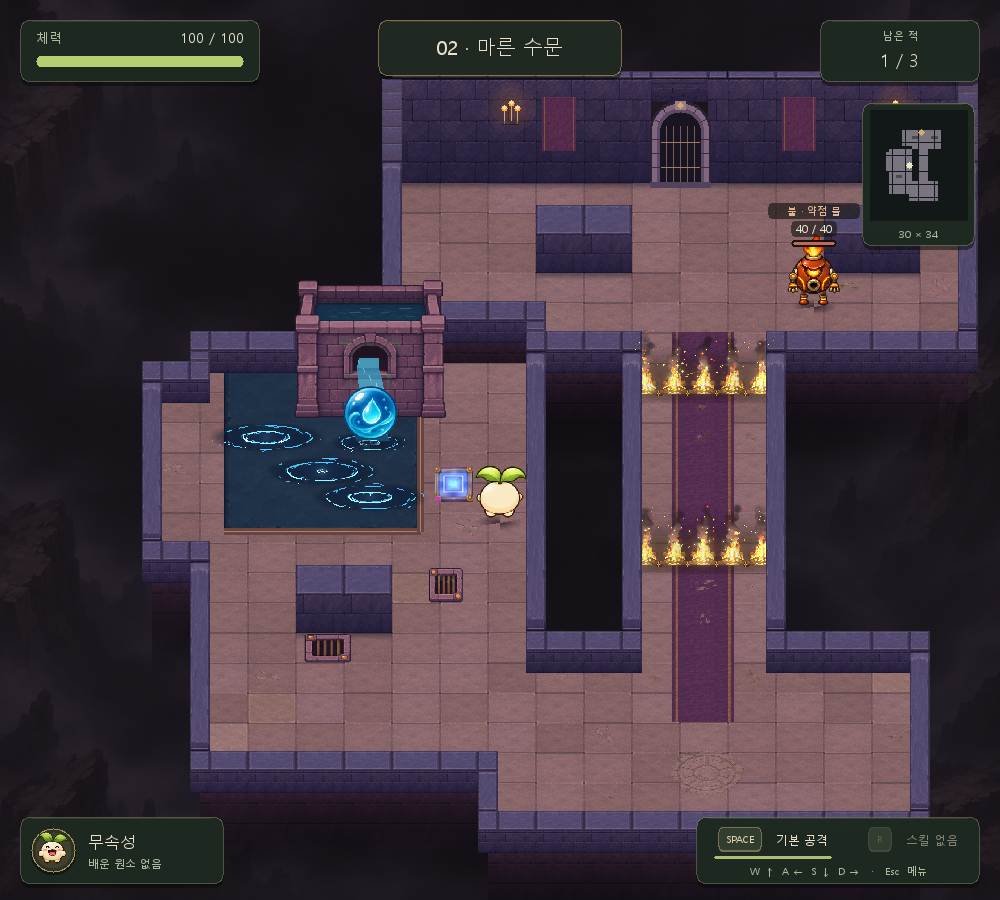 체력 100 / 100
02 · 마른 수문
남은 적
1 / 3
30 × 34
불 · 약점 물
40 / 40
무속성
배운 원소 없음
SPACE 기본 공격 R 스킬 없음
W ↑ A ← S ↓ D → · Esc 메뉴